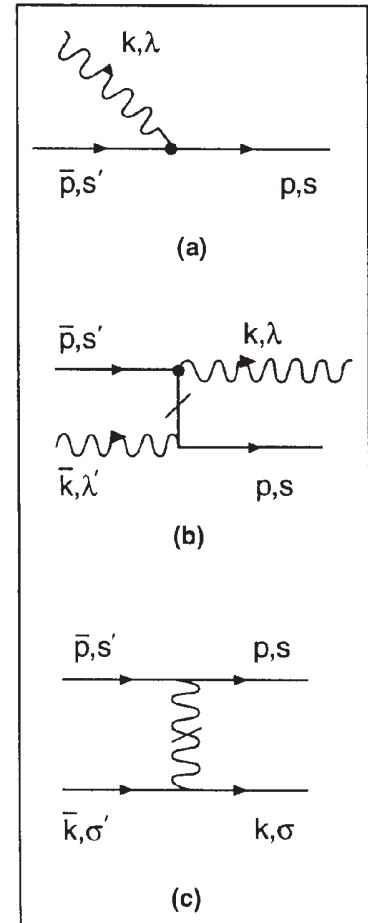 k,λ
p̄,s′ p,s
(a)
p̄,s′ k,λ
k̄,λ′ p,s
(b)
p̄,s′ p,s
k̄,σ′ k,σ
(c)